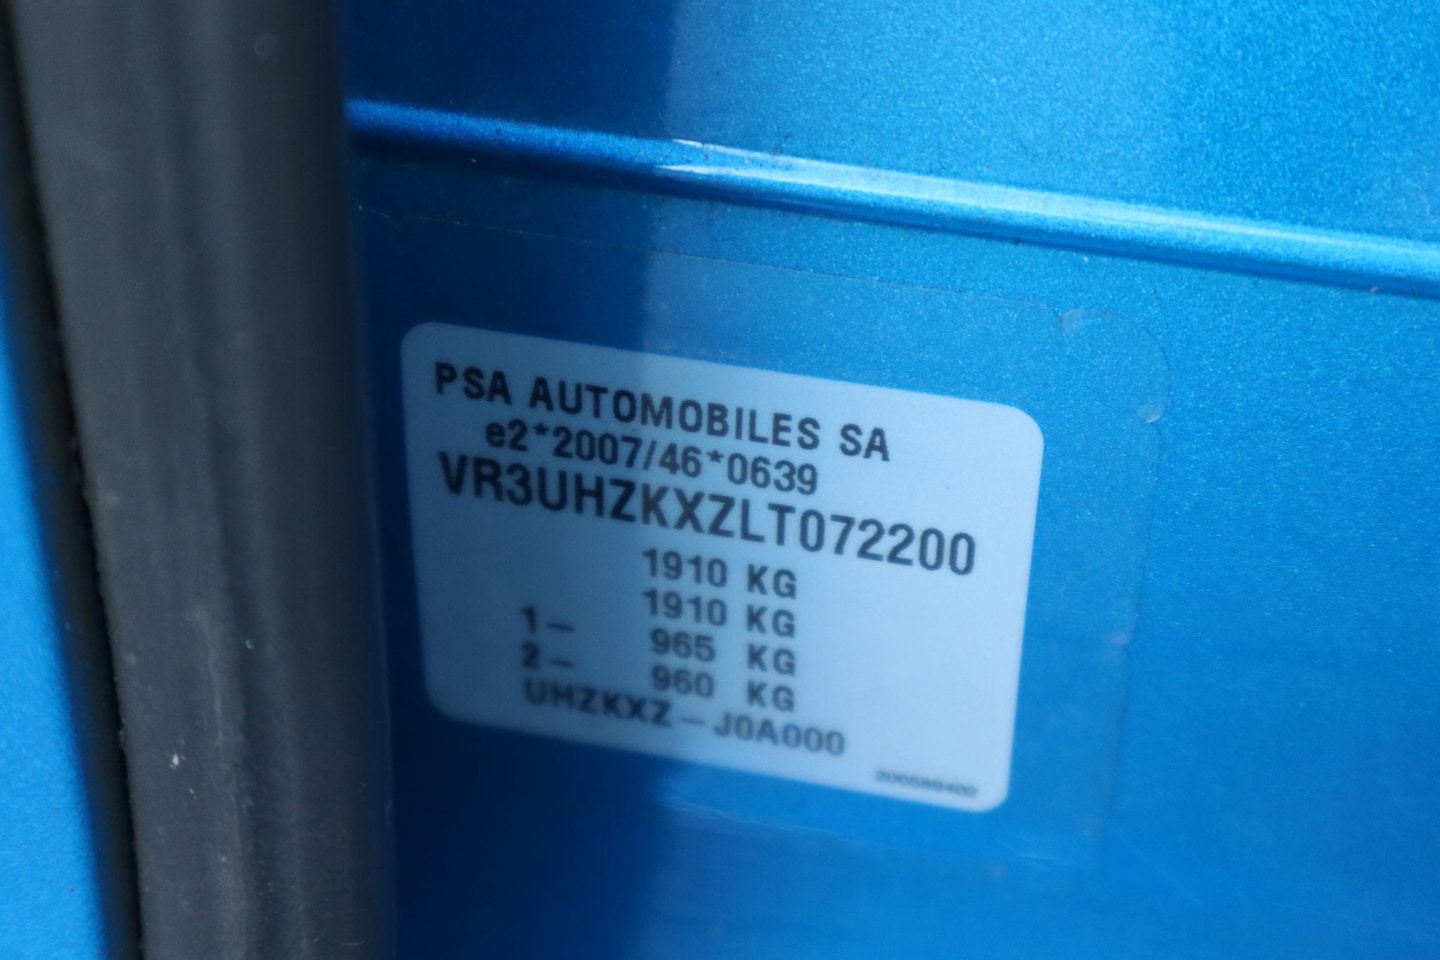 PSA AUTOMOBILES SA
e2*2007/46*0639
VR3UHZKXZLT072200
1910 KG
1910 KG
1– 965 KG
2– 960 KG
UHZKXZ–J0A000